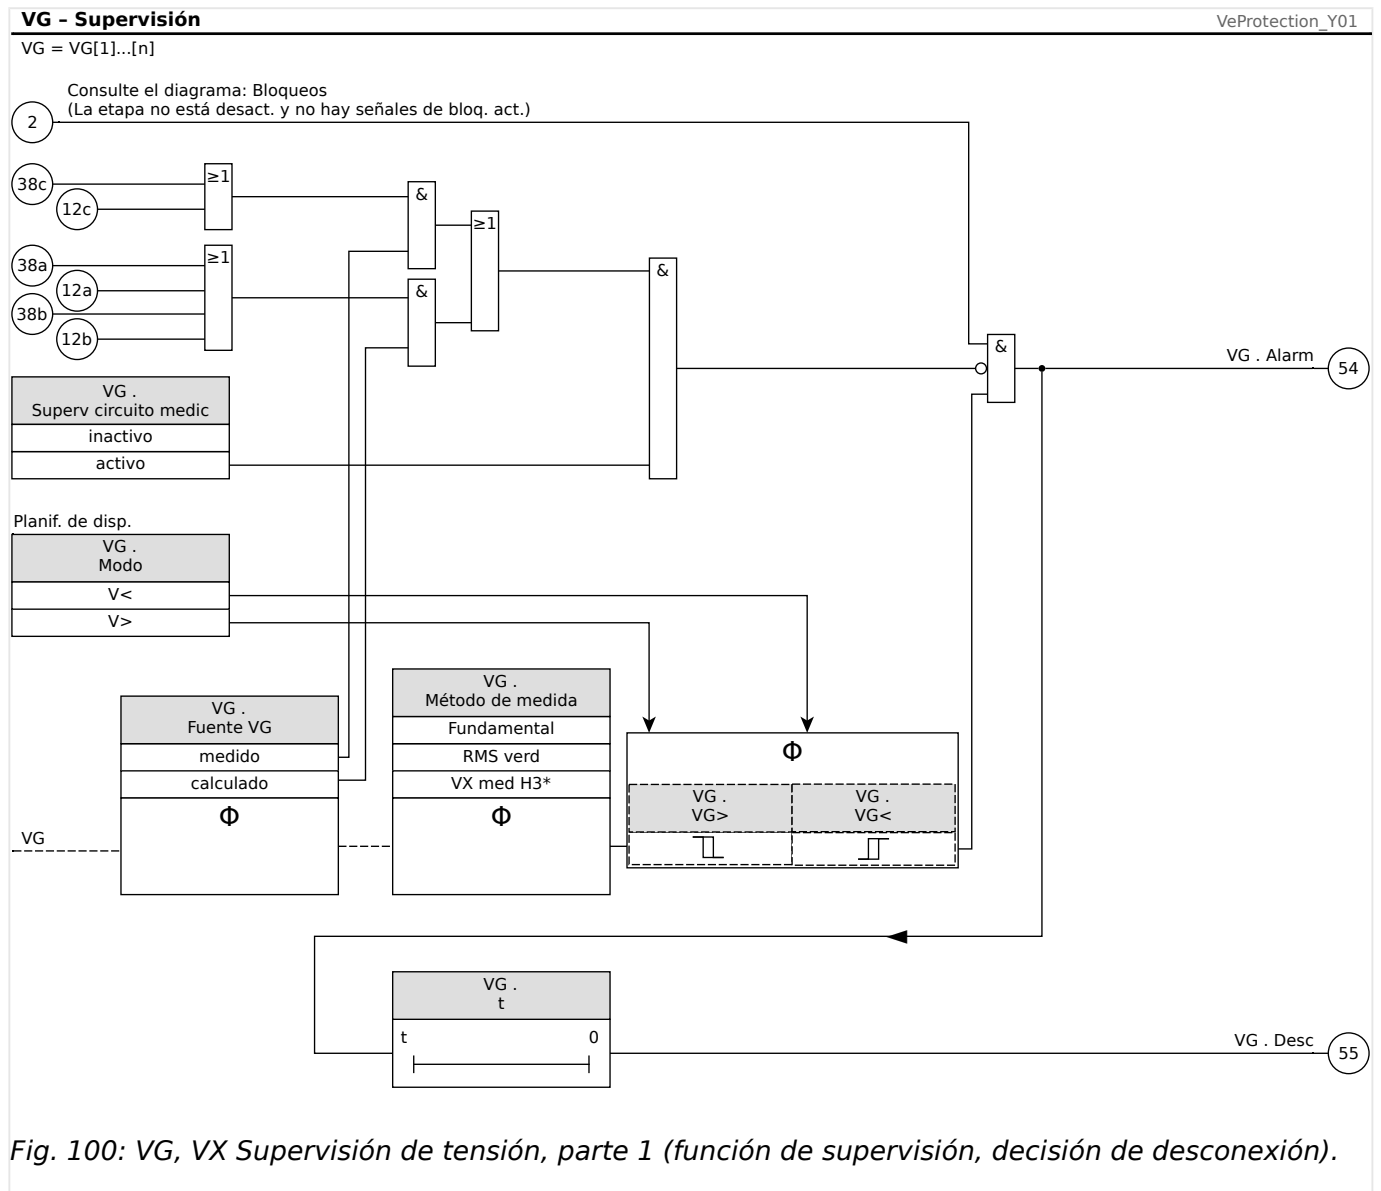 VG – Supervisión
VeProtection_Y01
VG = VG[1]...[n]
Consulte el diagrama: Bloqueos
(La etapa no está desact. y no hay señales de bloq. act.)
2
38c
≥1
12c
&
≥1
38a
≥1
12a
38b
12b
&
&
&
VG . Alarm
54
VG .
Superv circuito medic
inactivo
activo
Planif. de disp.
VG .
Modo
V<
V>
VG .
Fuente VG
medido
calculado
Φ
VG
VG .
Método de medida
Fundamental
RMS verd
VX med H3*
Φ
Φ
VG .
VG>
VG .
VG<
VG .
t
t
0
VG . Desc
55
Fig. 100: VG, VX Supervisión de tensión, parte 1 (función de supervisión, decisión de desconexión).